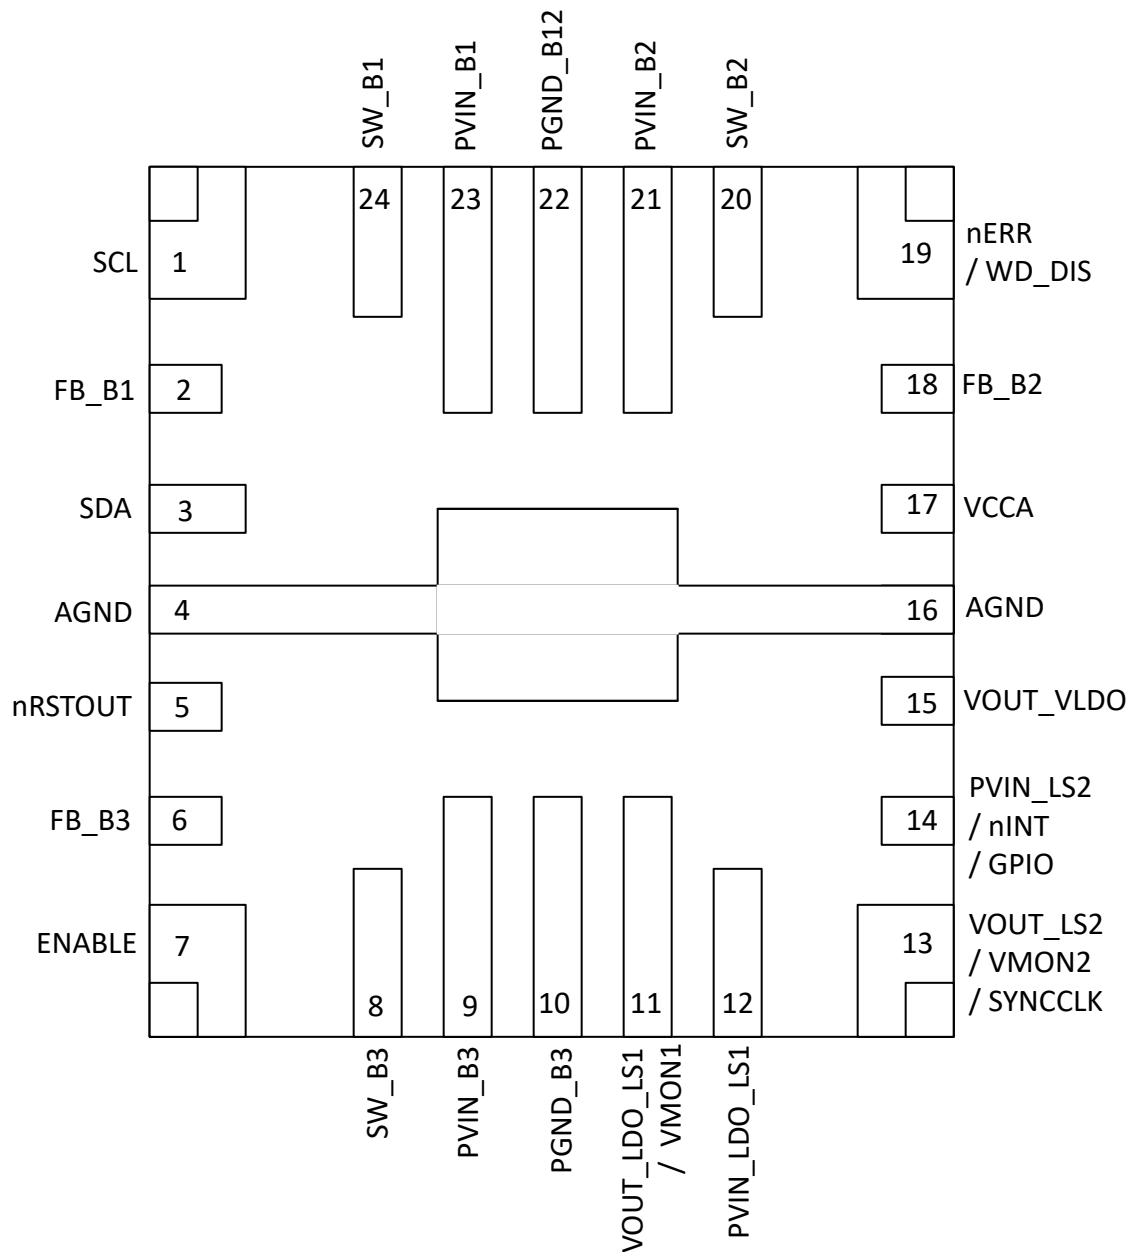 SW_B1
PVIN_B1
PGND_B12
PVIN_B2
SW_B2
24
23
22
21
20
SCL
1
19
nERR
/ WD_DIS
FB_B1
2
18
FB_B2
SDA
3
17
VCCA
AGND
4
16
AGND
nRSTOUT
5
15
VOUT_VLDO
FB_B3
6
14
PVIN_LS2
/ nINT
/ GPIO
ENABLE
7
13
VOUT_LS2
/ VMON2
/ SYNCCLK
8
9
10
11
12
SW_B3
PVIN_B3
PGND_B3
VOUT_LDO_LS1
/ VMON1
PVIN_LDO_LS1